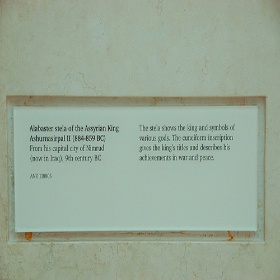 Alabaster stela of the Assyrian King
Ashurnasirpal II (884-859 BC)
From his capital city of Nimrud
(now in Iraq), 9th century BC
The stela shows the king and symbols of
various gods. The cuneiform inscription
gives the king's titles and describes his
achievements in war and peace.